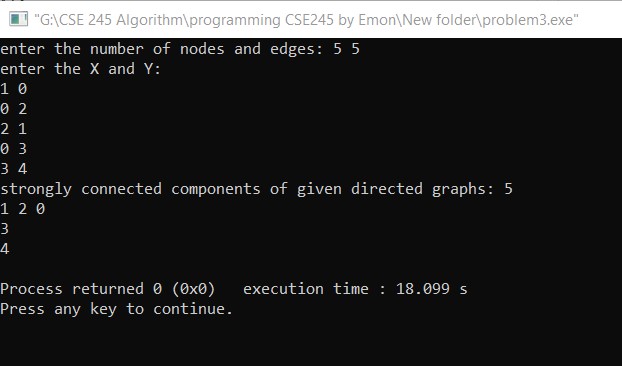 "G:\CSE 245 Algorithm\programming CSE245 by Emon\New folder\problem3.exe"
enter the number of nodes and edges: 5 5
enter the X and Y:
1 0
0 2
2 1
0 3
3 4
strongly connected components of given directed graphs: 5
1 2 0
3
4
Process returned 0 (0x0)   execution time : 18.099 s
Press any key to continue.